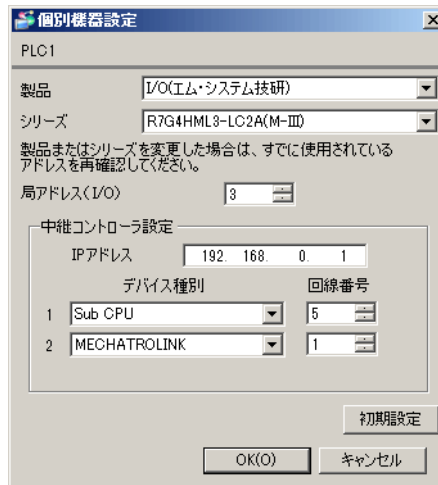 個別機器設定
PLC1
製品 I/O(エム・システム技研)
シリーズ R7G4HML3-LC2A(M-Ⅲ)
製品またはシリーズを変更した場合は、すでに使用されている
アドレスを再確認してください。
局アドレス(I/O) 3
中継コントローラ設定
IPアドレス 192. 168. 0. 1
デバイス種別 回線番号
1 Sub CPU 5
2 MECHATROLINK 1
初期設定
OK(O) キャンセル